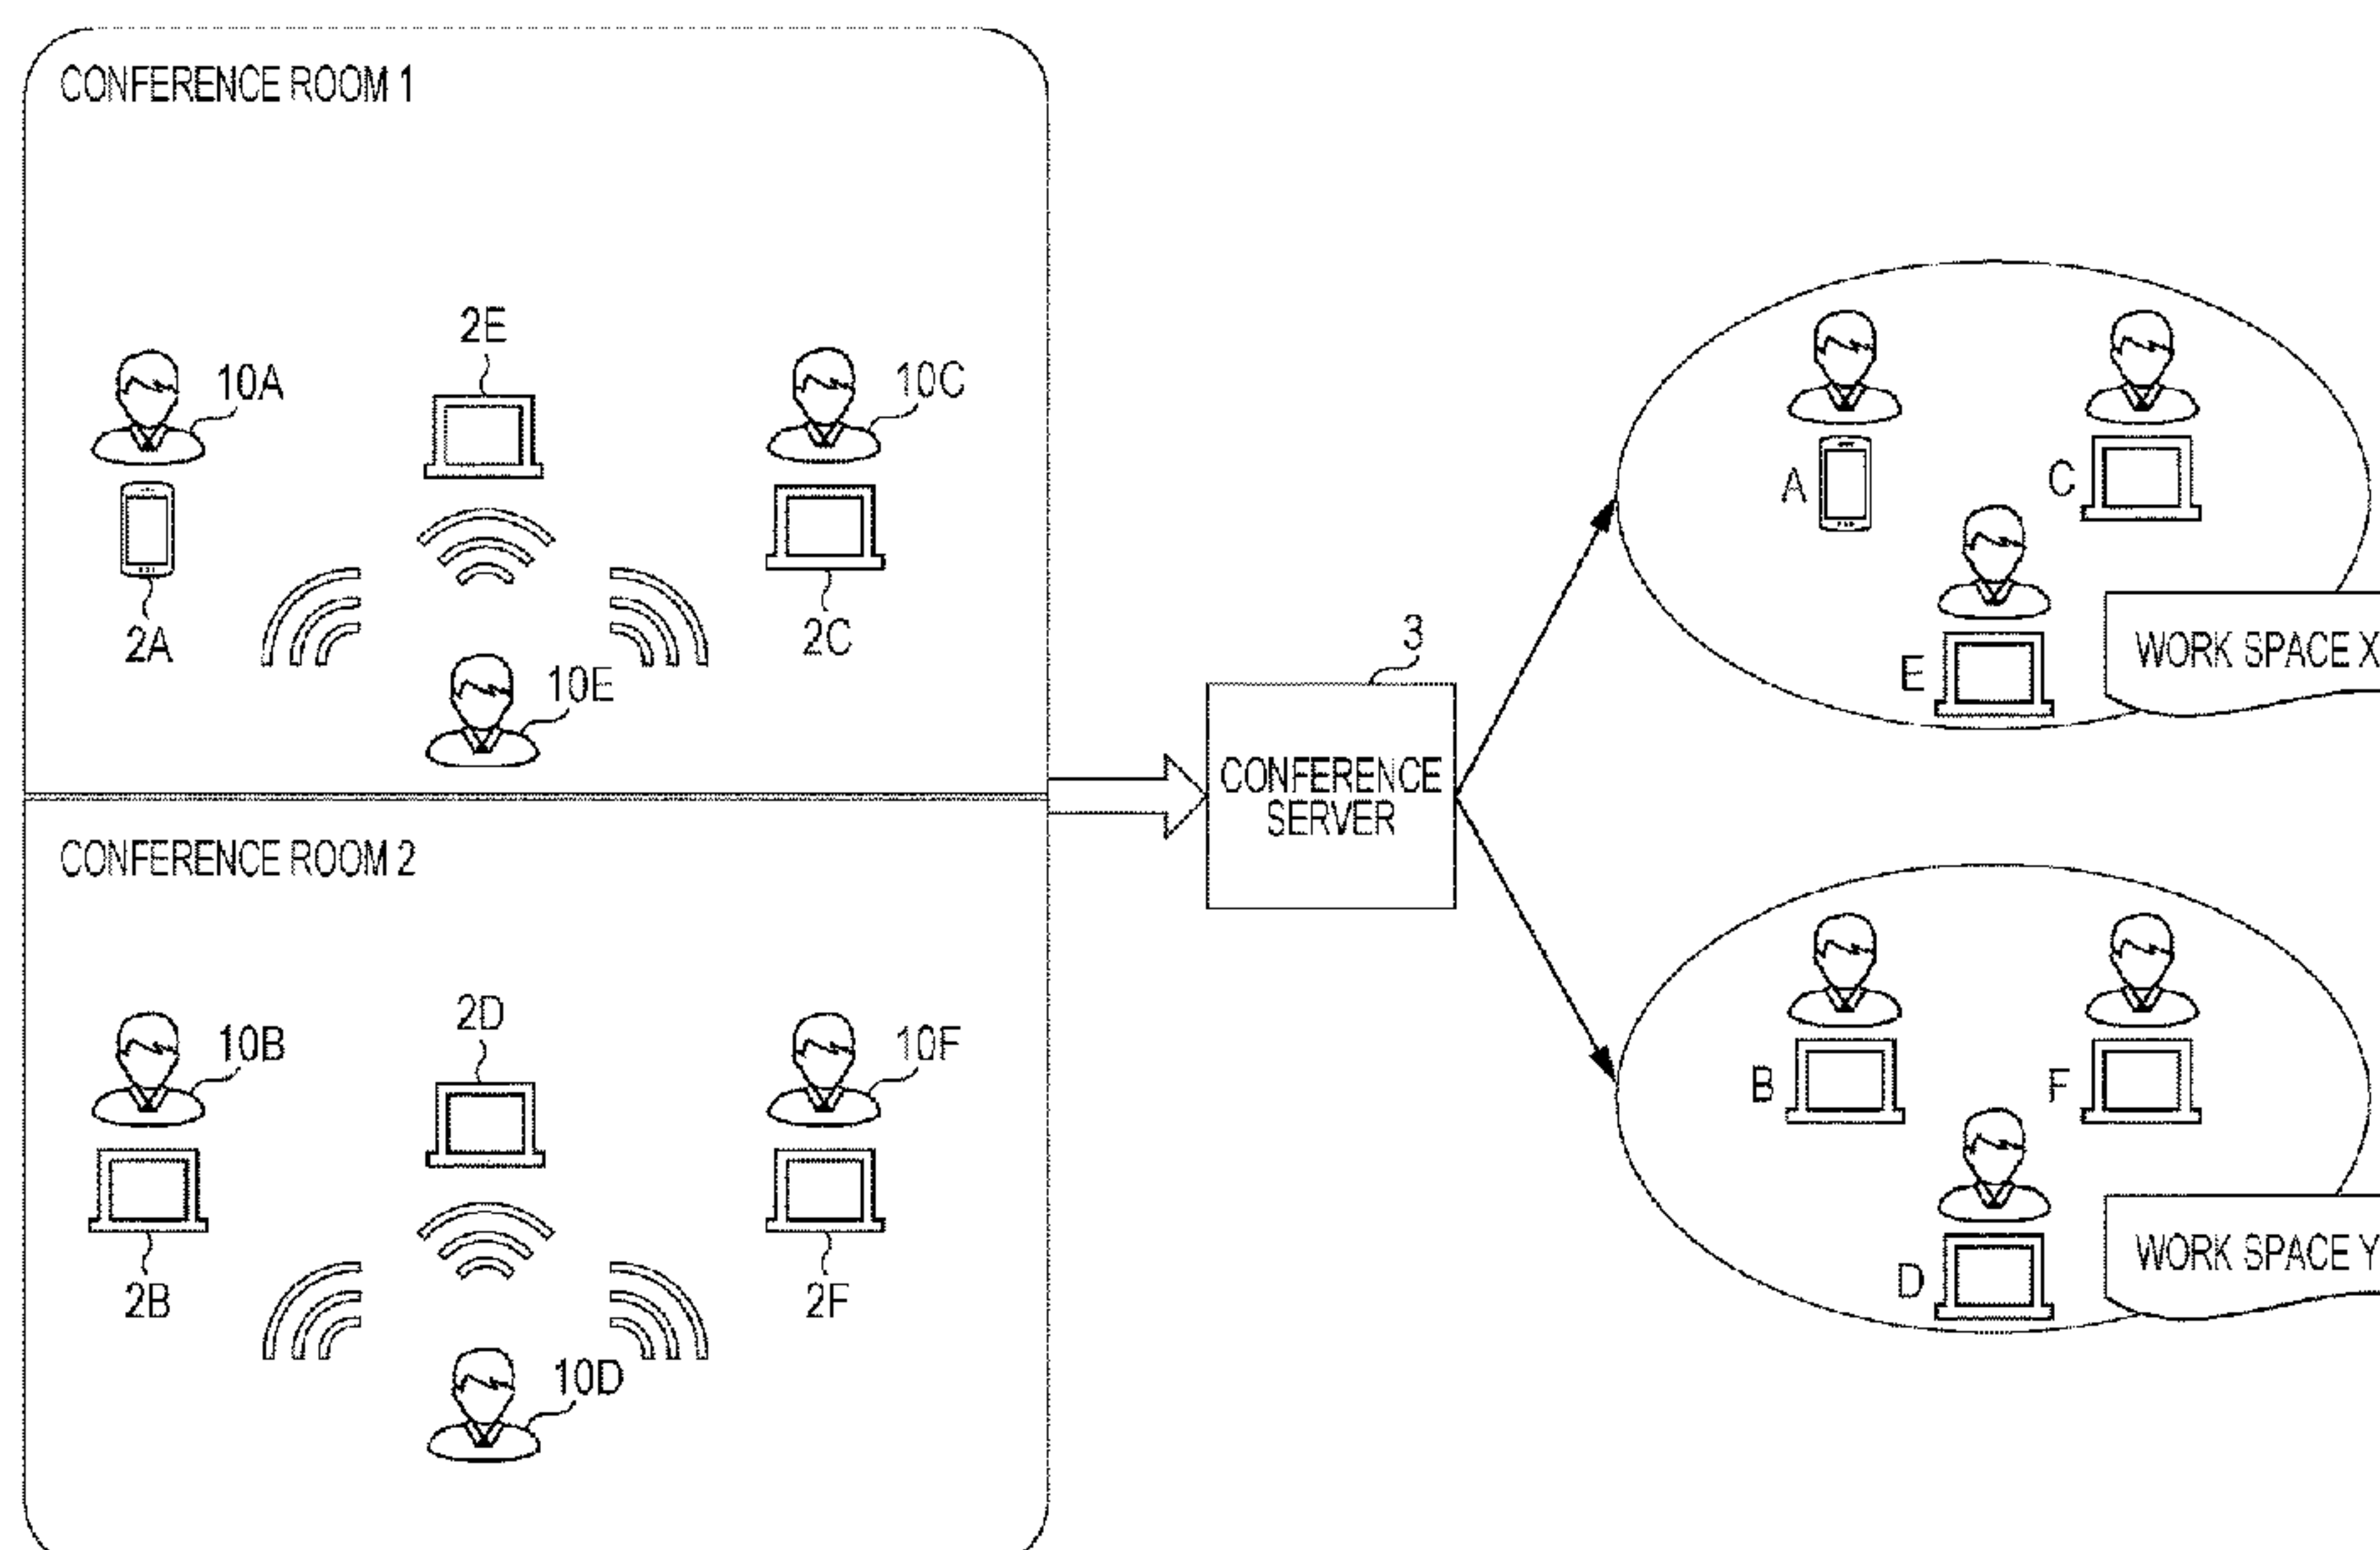 CONFERENCE ROOM 1
2E
10A
10C
2A
2C
10E
CONFERENCE ROOM 2
2D
10B
10F
2B
2F
10D
3
CONFERENCE
SERVER
A
C
E
WORK SPACE X
B
F
D
WORK SPACE Y